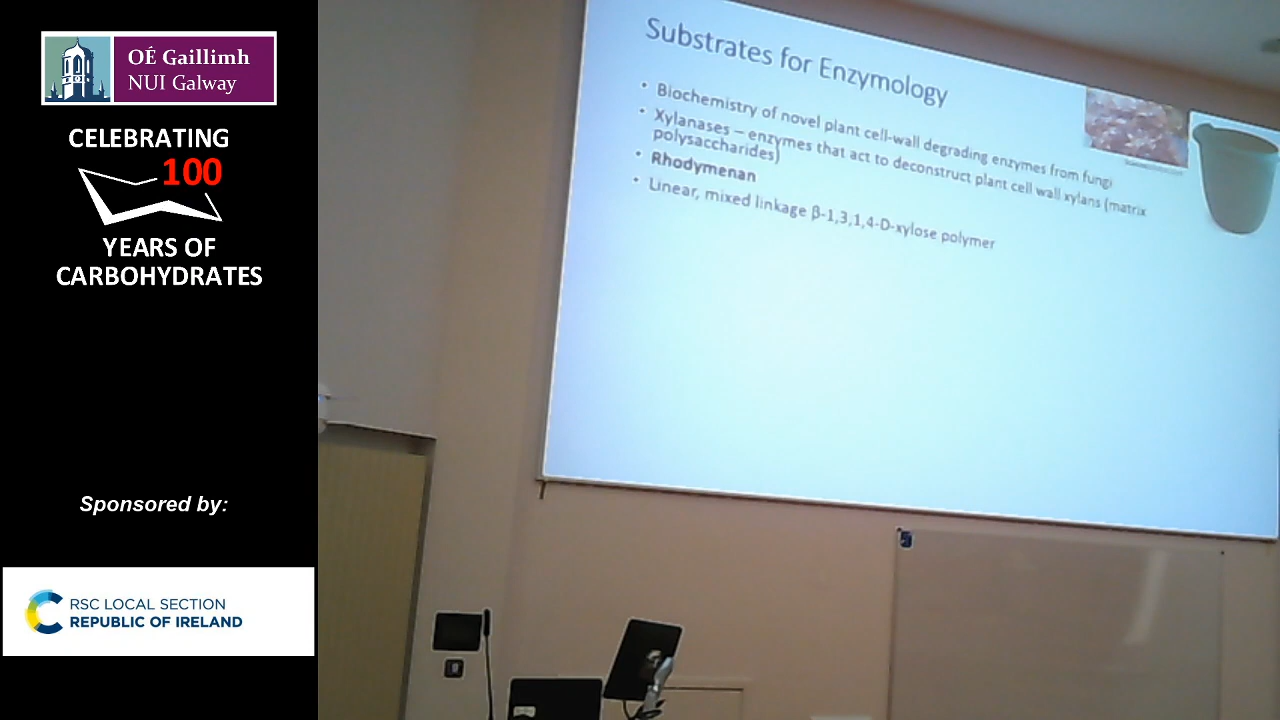 OÉ Gaillimh
NUI Galway
CELEBRATING
100
YEARS OF
CARBOHYDRATES
Sponsored by:
RSC LOCAL SECTION
REPUBLIC OF IRELAND
Substrates for Enzymology
• Biochemistry of novel plant cell-wall degrading enzymes from fungi
• Xylanases – enzymes that act to deconstruct plant cell wall xylans (matrix
polysaccharides)
• Rhodymenan
• Linear, mixed linkage β-1,3,1,4-D-xylose polymer